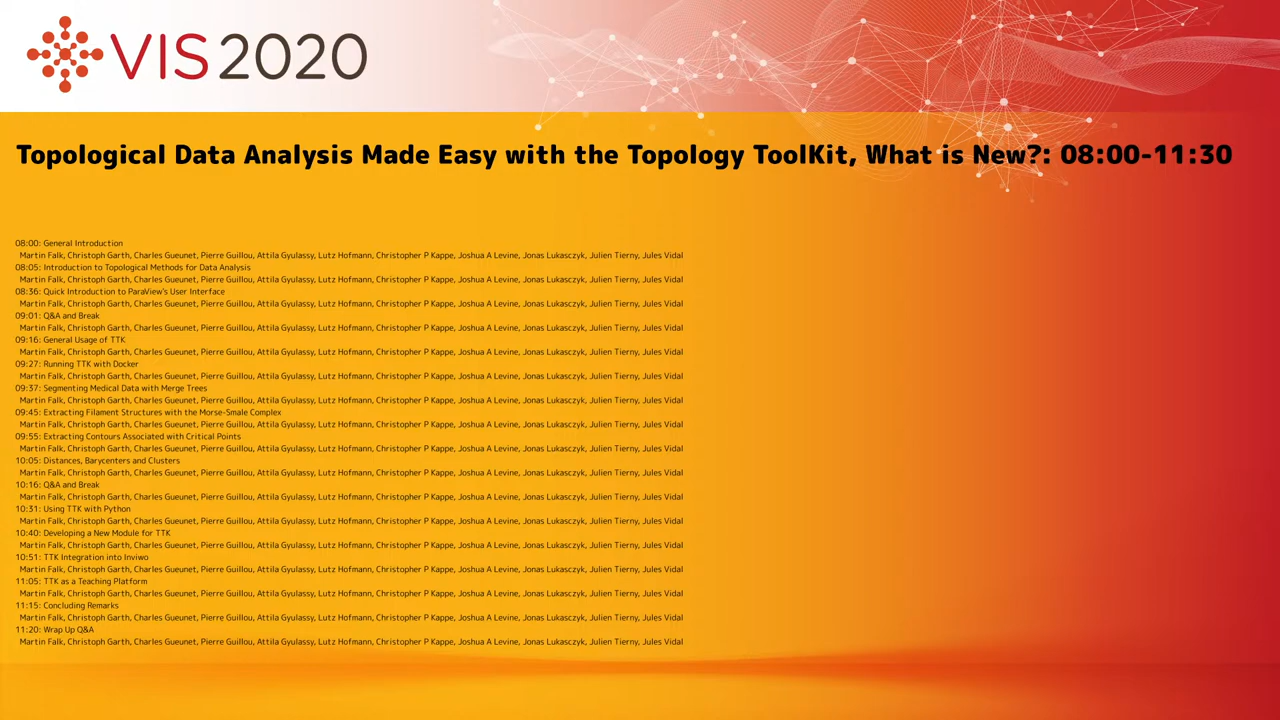 VIS2020
Topological Data Analysis Made Easy with the Topology ToolKit, What is New?: 08:00-11:30
08:00: General Introduction
Martin Falk, Christoph Garth, Charles Gueunet, Pierre Guillou, Attila Gyulassy, Lutz Hofmann, Christopher P Kappe, Joshua A Levine, Jonas Lukasczyk, Julien Tierny, Jules Vidal
08:05: Introduction to Topological Methods for Data Analysis
Martin Falk, Christoph Garth, Charles Gueunet, Pierre Guillou, Attila Gyulassy, Lutz Hofmann, Christopher P Kappe, Joshua A Levine, Jonas Lukasczyk, Julien Tierny, Jules Vidal
08:36: Quick Introduction to ParaView's User Interface
Martin Falk, Christoph Garth, Charles Gueunet, Pierre Guillou, Attila Gyulassy, Lutz Hofmann, Christopher P Kappe, Joshua A Levine, Jonas Lukasczyk, Julien Tierny, Jules Vidal
09:01: Q&A and Break
Martin Falk, Christoph Garth, Charles Gueunet, Pierre Guillou, Attila Gyulassy, Lutz Hofmann, Christopher P Kappe, Joshua A Levine, Jonas Lukasczyk, Julien Tierny, Jules Vidal
09:16: General Usage of TTK
Martin Falk, Christoph Garth, Charles Gueunet, Pierre Guillou, Attila Gyulassy, Lutz Hofmann, Christopher P Kappe, Joshua A Levine, Jonas Lukasczyk, Julien Tierny, Jules Vidal
09:27: Running TTK with Docker
Martin Falk, Christoph Garth, Charles Gueunet, Pierre Guillou, Attila Gyulassy, Lutz Hofmann, Christopher P Kappe, Joshua A Levine, Jonas Lukasczyk, Julien Tierny, Jules Vidal
09:37: Segmenting Medical Data with Merge Trees
Martin Falk, Christoph Garth, Charles Gueunet, Pierre Guillou, Attila Gyulassy, Lutz Hofmann, Christopher P Kappe, Joshua A Levine, Jonas Lukasczyk, Julien Tierny, Jules Vidal
09:45: Extracting Filament Structures with the Morse-Smale Complex
Martin Falk, Christoph Garth, Charles Gueunet, Pierre Guillou, Attila Gyulassy, Lutz Hofmann, Christopher P Kappe, Joshua A Levine, Jonas Lukasczyk, Julien Tierny, Jules Vidal
09:55: Extracting Contours Associated with Critical Points
Martin Falk, Christoph Garth, Charles Gueunet, Pierre Guillou, Attila Gyulassy, Lutz Hofmann, Christopher P Kappe, Joshua A Levine, Jonas Lukasczyk, Julien Tierny, Jules Vidal
10:05: Distances, Barycenters and Clusters
Martin Falk, Christoph Garth, Charles Gueunet, Pierre Guillou, Attila Gyulassy, Lutz Hofmann, Christopher P Kappe, Joshua A Levine, Jonas Lukasczyk, Julien Tierny, Jules Vidal
10:16: Q&A and Break
Martin Falk, Christoph Garth, Charles Gueunet, Pierre Guillou, Attila Gyulassy, Lutz Hofmann, Christopher P Kappe, Joshua A Levine, Jonas Lukasczyk, Julien Tierny, Jules Vidal
10:31: Using TTK with Python
Martin Falk, Christoph Garth, Charles Gueunet, Pierre Guillou, Attila Gyulassy, Lutz Hofmann, Christopher P Kappe, Joshua A Levine, Jonas Lukasczyk, Julien Tierny, Jules Vidal
10:40: Developing a New Module for TTK
Martin Falk, Christoph Garth, Charles Gueunet, Pierre Guillou, Attila Gyulassy, Lutz Hofmann, Christopher P Kappe, Joshua A Levine, Jonas Lukasczyk, Julien Tierny, Jules Vidal
10:51: TTK Integration into Inviwo
Martin Falk, Christoph Garth, Charles Gueunet, Pierre Guillou, Attila Gyulassy, Lutz Hofmann, Christopher P Kappe, Joshua A Levine, Jonas Lukasczyk, Julien Tierny, Jules Vidal
11:05: TTK as a Teaching Platform
Martin Falk, Christoph Garth, Charles Gueunet, Pierre Guillou, Attila Gyulassy, Lutz Hofmann, Christopher P Kappe, Joshua A Levine, Jonas Lukasczyk, Julien Tierny, Jules Vidal
11:15: Concluding Remarks
Martin Falk, Christoph Garth, Charles Gueunet, Pierre Guillou, Attila Gyulassy, Lutz Hofmann, Christopher P Kappe, Joshua A Levine, Jonas Lukasczyk, Julien Tierny, Jules Vidal
11:20: Wrap Up Q&A
Martin Falk, Christoph Garth, Charles Gueunet, Pierre Guillou, Attila Gyulassy, Lutz Hofmann, Christopher P Kappe, Joshua A Levine, Jonas Lukasczyk, Julien Tierny, Jules Vidal